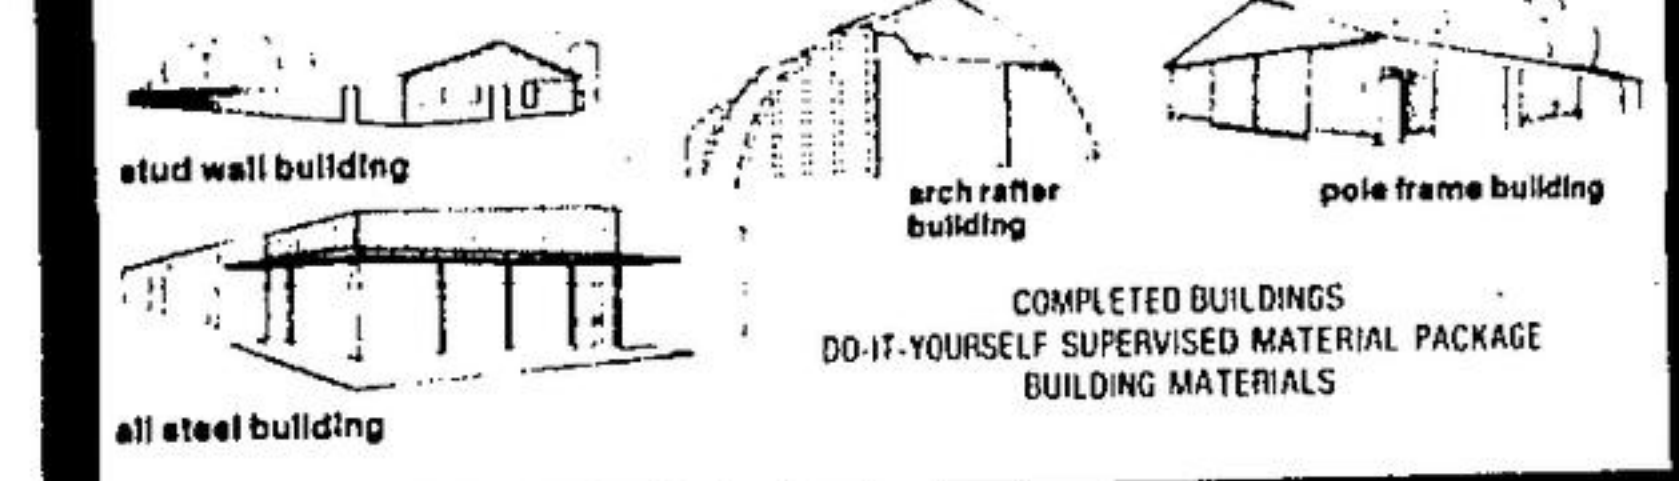 stud wall building
arch rafter
building
pole frame building
all steel building
COMPLETED BUILDINGS
DO-IT-YOURSELF SUPERVISED MATERIAL PACKAGE
BUILDING MATERIALS